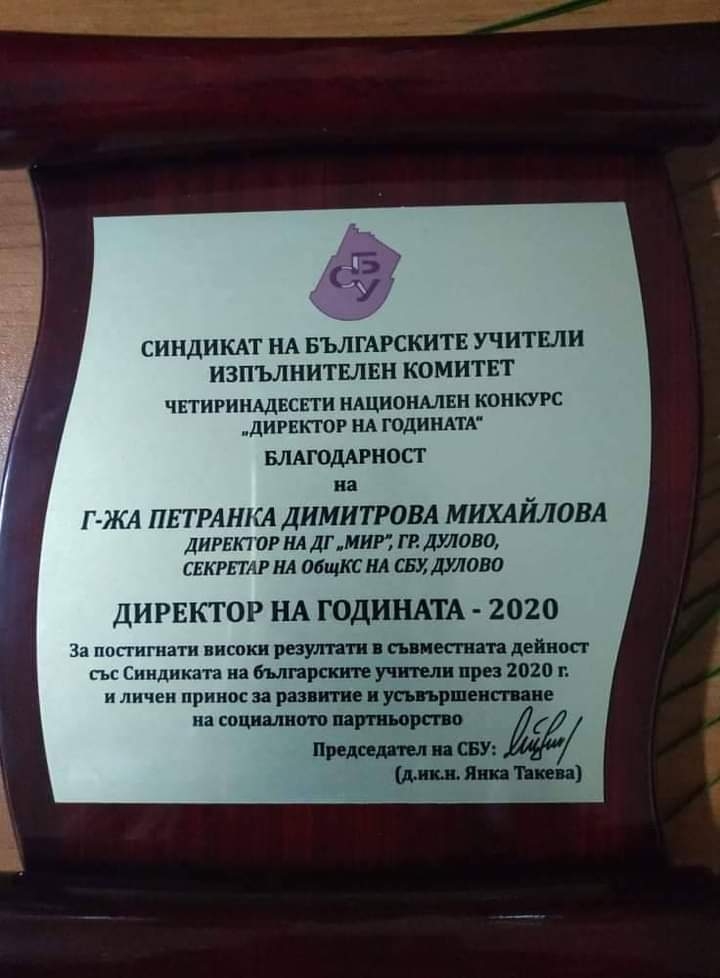 СБУ
СИНДИКАТ НА БЪЛГАРСКИТЕ УЧИТЕЛИ
ИЗПЪЛНИТЕЛЕН КОМИТЕТ
ЧЕТИРИНАДЕСЕТИ НАЦИОНАЛЕН КОНКУРС
„ДИРЕКТОР НА ГОДИНАТА“
БЛАГОДАРНОСТ
на
Г-ЖА ПЕТРАНКА ДИМИТРОВА МИХАЙЛОВА
ДИРЕКТОР НА ДГ „МИР”, ГР. ДУЛОВО,
СЕКРЕТАР НА ОбщКС НА СБУ, ДУЛОВО
ДИРЕКТОР НА ГОДИНАТА - 2020
За постигнати високи резултати в съвместната дейност
със Синдиката на българските учители през 2020 г.
и личен принос за развитие и усъвършенстване
на социалното партньорство
Председател на СБУ:
(д.ик.н. Янка Такева)